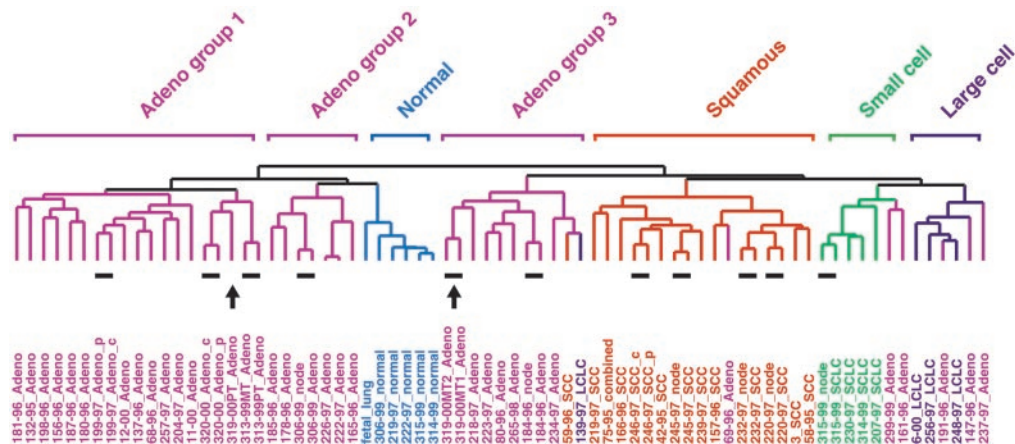 Adeno group 1
Adeno group 2
Normal
Adeno group 3
Squamous
Small cell
Large cell
181-96_Adeno
132-95_Adeno
198-96_Adeno
156-96_Adeno
187-96_Adeno
68-96_Adeno
180-96_Adeno
199-97_Adeno_p
199-97_Adeno_c
12-00_Adeno
137-96_Adeno
68-96_Adeno
257-97_Adeno
204-97_Adeno
11-00_Adeno
320-00_Adeno_c
320-00_Adeno_p
319-00PT_Adeno
313-99MT_Adeno
313-99PT_Adeno
185-96_Adeno
178-96_Adeno
306-99_node
306-99_Adeno
226-97_Adeno
122-97_Adeno
165-96_Adeno
fetal_lung
306-99_normal
219-97_normal
222-97_normal
315-99_normal
314-99_normal
319-00MT2_Adeno
319-00MT1_Adeno
218-97_Adeno
223-97_Adeno
80-96_Adeno
265-98_Adeno
184-96_node
184-96_Adeno
234-97_Adeno
59-96_SCC
139-97_LCLC
219-97_SCC
75-95_combined
166-96_SCC
246-97_SCC_c
246-97_SCC_p
42-95_SCC
245-97_node
245-97_SCC
239-97_SCC
157-96_SCC
69-96_Adeno
232-97_SCC
232-97_node
220-97_node
220-97_SCC
_SCC
58-95_SCC
315-99_node
315-99_SCLC
230-97_SCLC
314-99_SCLC
207-97_SCLC
299-99_Adeno
161-96_Adeno
6-00_LCLC
256-97_LCLC
191-96_Adeno
248-97_LCLC
147-96_Adeno
237-97_Adeno